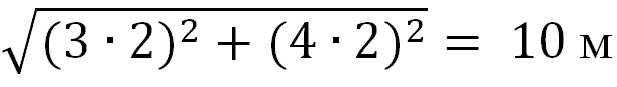 √((3 · 2)² + (4 · 2)²) = 10 м